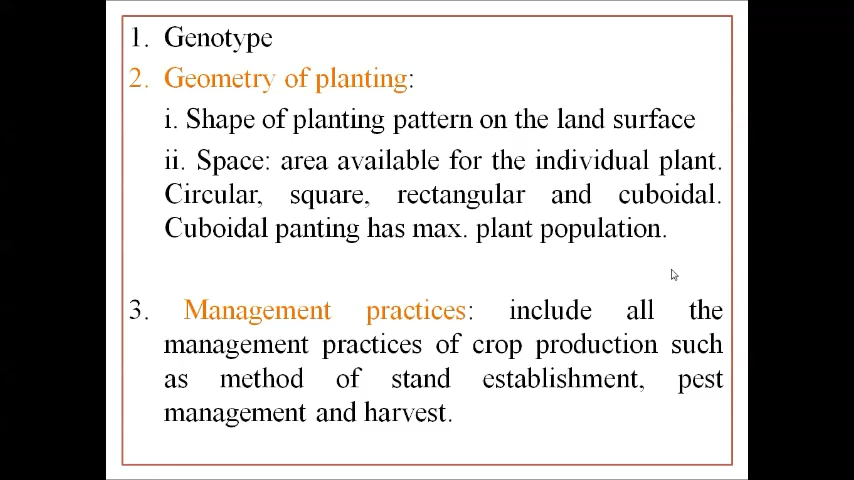 1. Genotype
2. Geometry of planting:
i. Shape of planting pattern on the land surface
ii. Space: area available for the individual plant.
Circular, square, rectangular and cuboidal.
Cuboidal panting has max. plant population.
3. Management practices: include all the
management practices of crop production such
as method of stand establishment, pest
management and harvest.